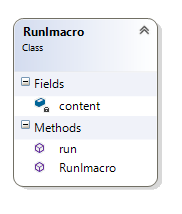 RunImacro
Class
Fields
content
Methods
run
RunImacro